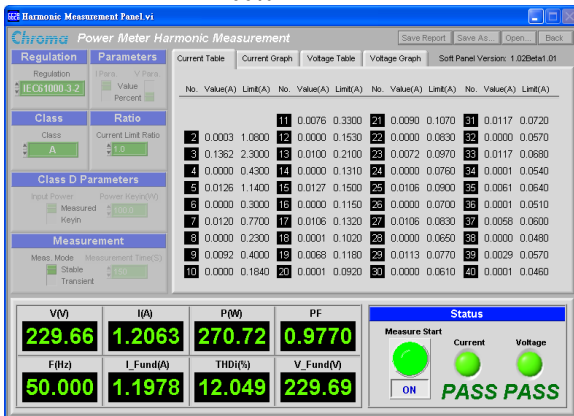 Harmonic Measurement Panel.vi
Chroma Power Meter Harmonic Measurement
Save Report Save As... Open... Back
Regulation Parameters
Current Table Current Graph Voltage Table Voltage Graph Soft Panel Version: 1.02Beta1.01
Regulation I Para. V Para.
IEC61000-3-2 Value
Percent
No. Value(A) Limit(A) No. Value(A) Limit(A) No. Value(A) Limit(A) No. Value(A) Limit(A)
11 0.0076 0.3300 21 0.0090 0.1070 31 0.0117 0.0720
2 0.0003 1.0800 12 0.0000 0.1530 22 0.0000 0.0830 32 0.0000 0.0570
3 0.1362 2.3000 13 0.0100 0.2100 23 0.0072 0.0970 33 0.0117 0.0680
4 0.0000 0.4300 14 0.0000 0.1310 24 0.0000 0.0760 34 0.0001 0.0540
5 0.0126 1.1400 15 0.0127 0.1500 25 0.0106 0.0900 35 0.0061 0.0640
6 0.0000 0.3000 16 0.0000 0.1150 26 0.0000 0.0700 36 0.0001 0.0510
7 0.0120 0.7700 17 0.0106 0.1320 27 0.0106 0.0830 37 0.0058 0.0600
8 0.0000 0.2300 18 0.0001 0.1020 28 0.0000 0.0650 38 0.0000 0.0480
9 0.0092 0.4000 19 0.0068 0.1180 29 0.0113 0.0770 39 0.0029 0.0570
10 0.0000 0.1840 20 0.0001 0.0920 30 0.0000 0.0610 40 0.0001 0.0460
Class Ratio
Class Current Limit Ratio
A 1.0
Class D Parameters
Input Power Power Keyin(W)
Measured 100.0
Keyin
Measurement
Meas. Mode Measurement Time(S)
Stable 150
Transient
V(V) I(A) P(W) PF
229.66 1.2063 270.72 0.9770
F(Hz) I_Fund(A) THDi(%) V_Fund(V)
50.000 1.1978 12.049 229.69
Status
Measure Start Current Voltage
ON PASS PASS